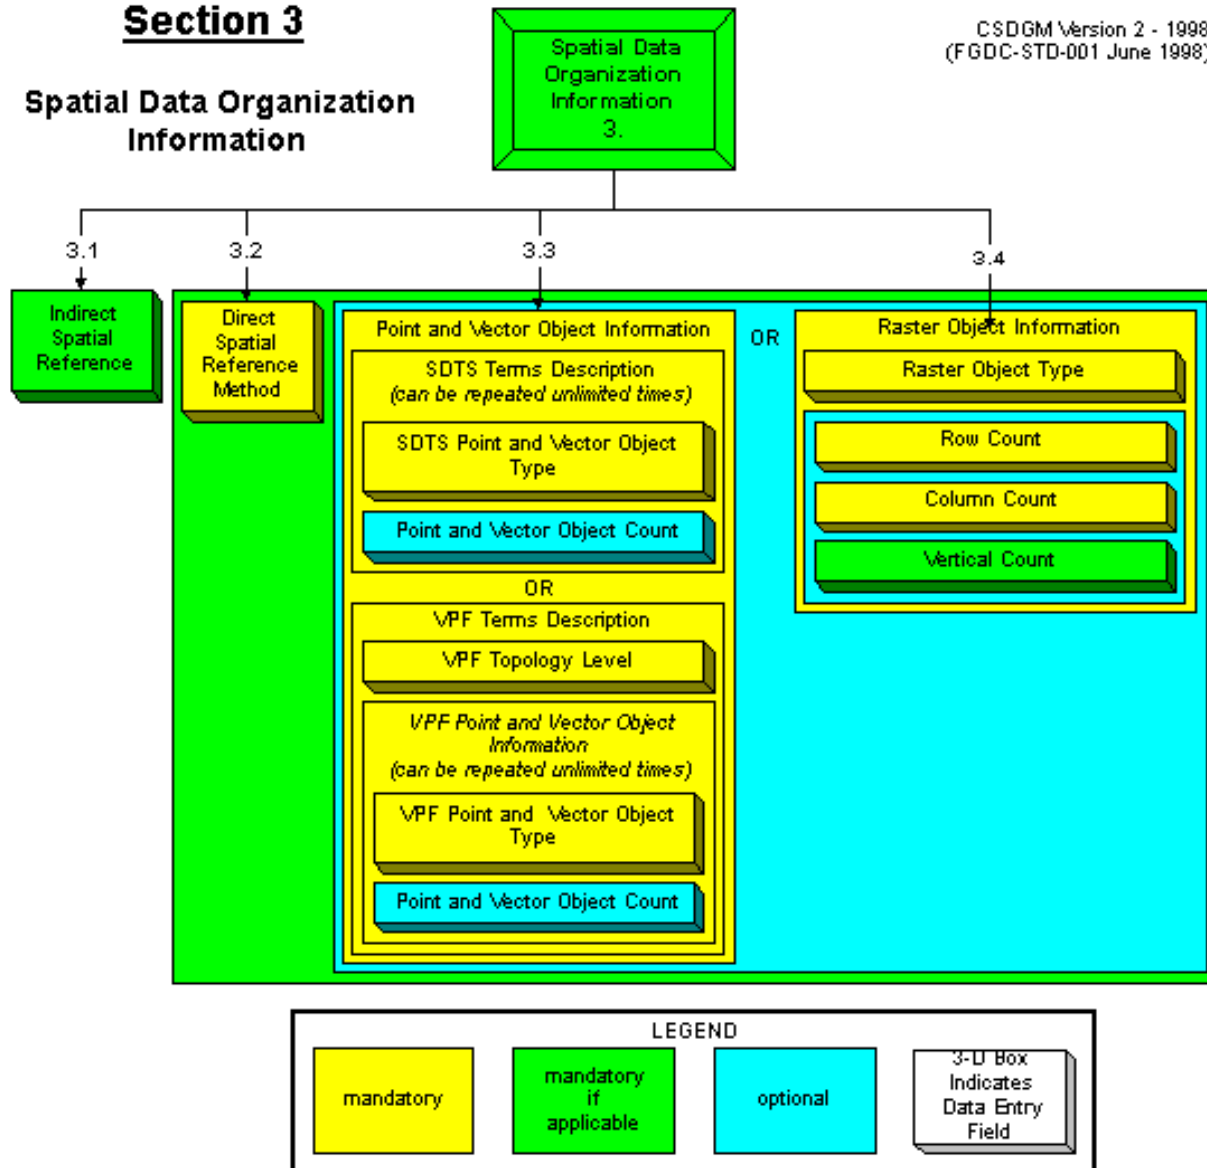 Section 3
Spatial Data Organization
Information
CSDGM Version 2 - 1998
(FGDC-STD-001 June 1998)
Spatial Data
Organization
Information
3.
3.1
3.2
3.3
3.4
Indirect
Spatial
Reference
Direct
Spatial
Reference
Method
Point and Vector Object Information
SDTS Terms Description
(can be repeated unlimited times)
SDTS Point and Vector Object
Type
Point and Vector Object Count
OR
VPF Terms Description
VPF Topology Level
VPF Point and Vector Object
Information
(can be repeated unlimited times)
VPF Point and Vector Object
Type
Point and Vector Object Count
OR
Raster Object Information
Raster Object Type
Row Count
Column Count
Vertical Count
LEGEND
mandatory
mandatory
if
applicable
optional
3-D Box
Indicates
Data Entry
Field